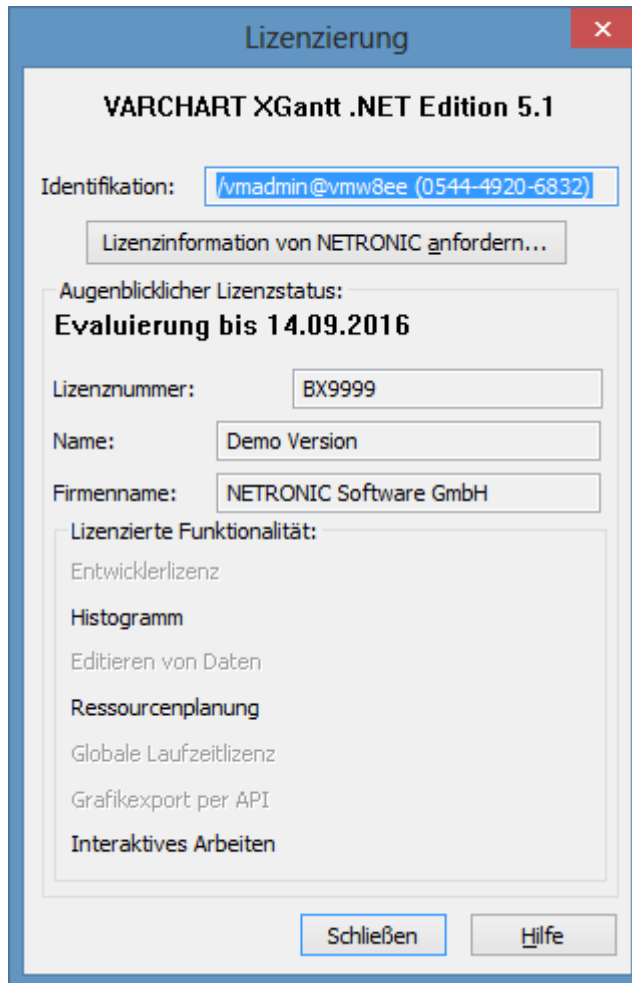 Lizenzierung
VARCHART XGantt .NET Edition 5.1
Identifikation: /vmadmin@vmw8ee (0544-4920-6832)
Lizenzinformation von NETRONIC anfordern...
Augenblicklicher Lizenzstatus:
Evaluierung bis 14.09.2016
Lizenznummer: BX9999
Name: Demo Version
Firmenname: NETRONIC Software GmbH
Lizenzierte Funktionalität:
Entwicklerlizenz
Histogramm
Editieren von Daten
Ressourcenplanung
Globale Laufzeitlizenz
Grafikexport per API
Interaktives Arbeiten
Schließen Hilfe